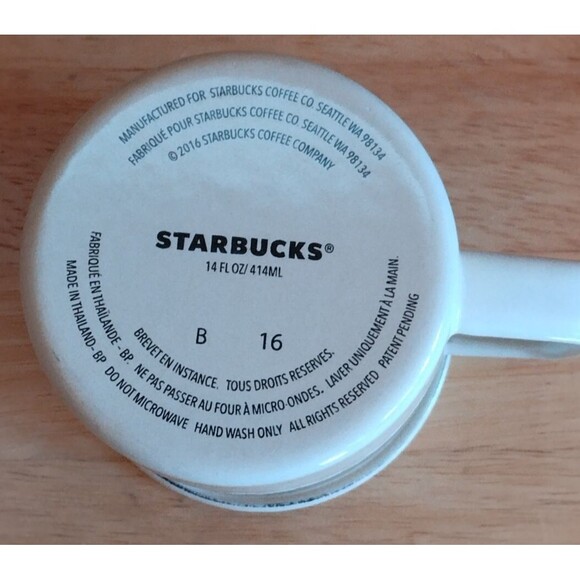 MANUFACTURED FOR STARBUCKS COFFEE CO. SEATTLE WA 98134
FABRIQUÉ POUR STARBUCKS COFFEE CO. SEATTLE WA 98134
© 2016 STARBUCKS COFFEE COMPANY
STARBUCKS®
14 FL OZ/414ML
B 16
BREVET EN INSTANCE. TOUS DROITS RESERVES.
FABRIQUÉ EN THAÏLANDE - BP. NE PAS PASSER AU FOUR À MICRO-ONDES. LAVER UNIQUEMENT À LA MAIN.
MADE IN THAILAND - BP DO NOT MICROWAVE HAND WASH ONLY ALL RIGHTS RESERVED PATENT PENDING